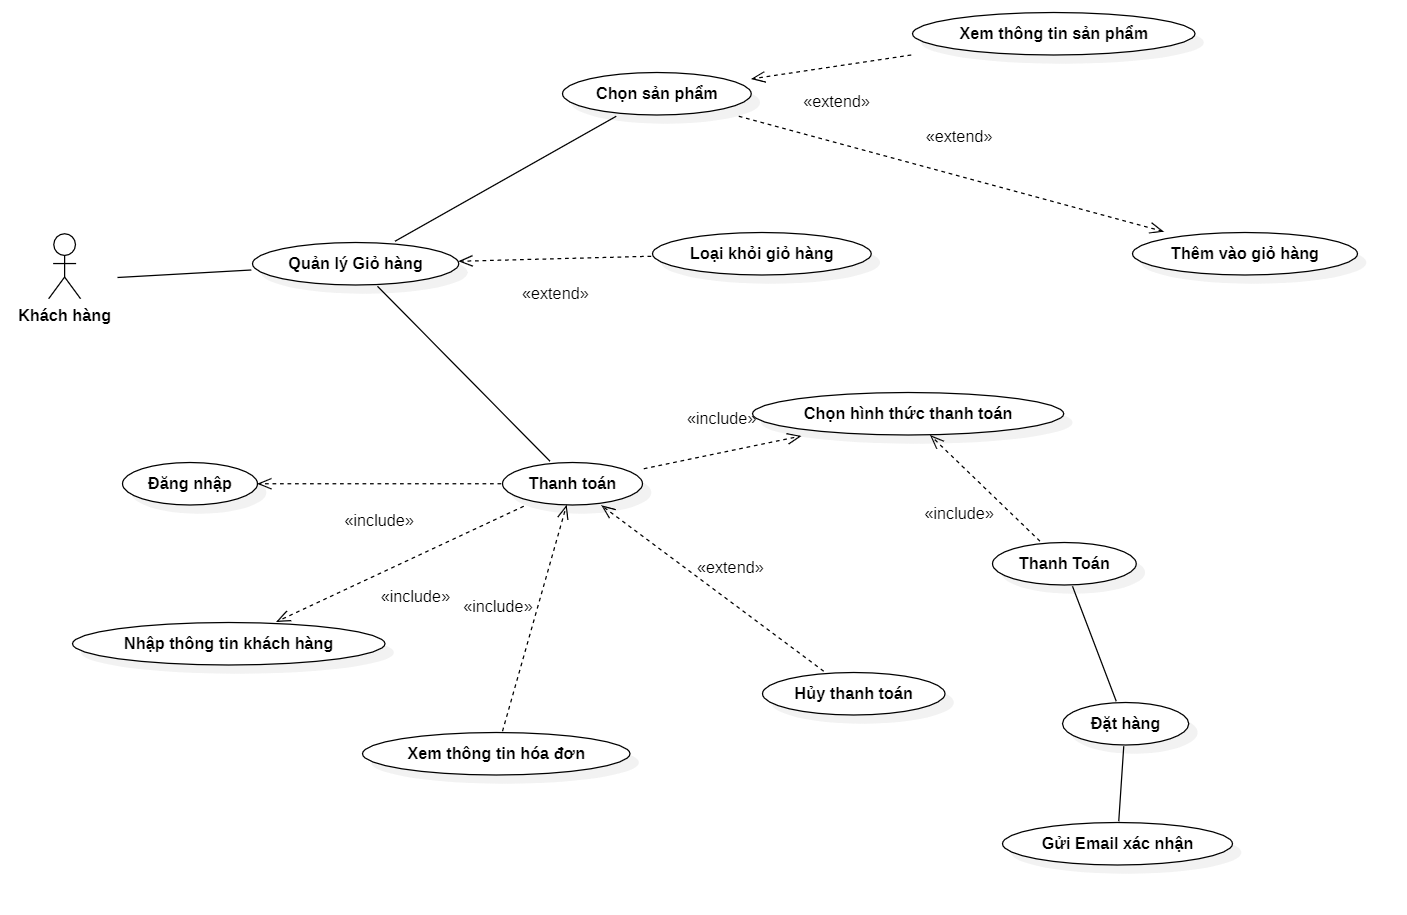 Xem thông tin sản phẩm
Chọn sản phẩm
«extend»
«extend»
Quản lý Giỏ hàng
Loại khỏi giỏ hàng
Thêm vào giỏ hàng
«extend»
Khách hàng
«include»
Chọn hình thức thanh toán
Đăng nhập
Thanh toán
«include»
«include»
Thanh Toán
«extend»
«include»
«include»
Nhập thông tin khách hàng
Hủy thanh toán
Đặt hàng
Xem thông tin hóa đơn
Gửi Email xác nhận